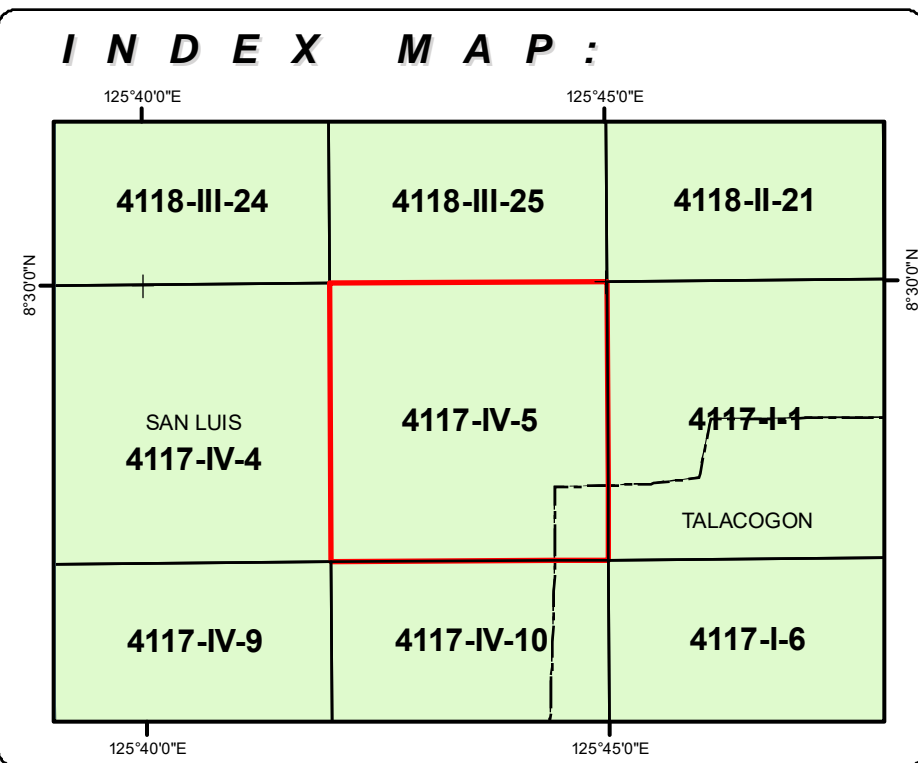 INDEX MAP:
125°40'0"E
125°45'0"E
4118-III-24
4118-III-25
4118-II-21
8°30'0"N
8°30'0"N
SAN LUIS
4117-IV-4
4117-IV-5
4117-I-1
TALACOGON
4117-IV-9
4117-IV-10
4117-I-6
125°40'0"E
125°45'0"E